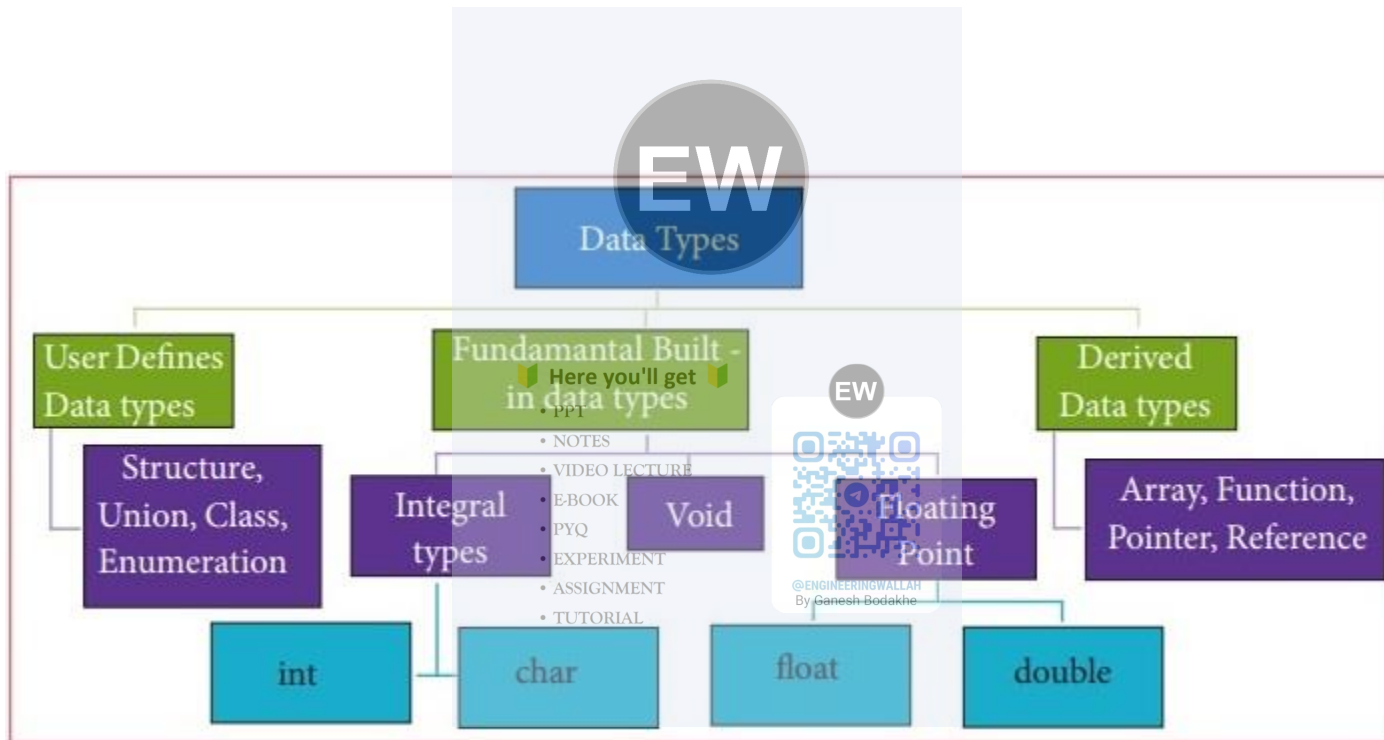 EW
Data Types
User Defines
Data types
Fundamantal Built -
in data types
Derived
Data types
🔰 Here you'll get 🔰
• PPT
• NOTES
• VIDEO LECTURE
• E-BOOK
• PYQ
• EXPERIMENT
• ASSIGNMENT
• TUTORIAL
EW
@ENGINEERINGWALLAH
By Ganesh Bodakhe
Structure,
Union, Class,
Enumeration
Integral
types
Void
Floating
Point
Array, Function,
Pointer, Reference
int
char
float
double